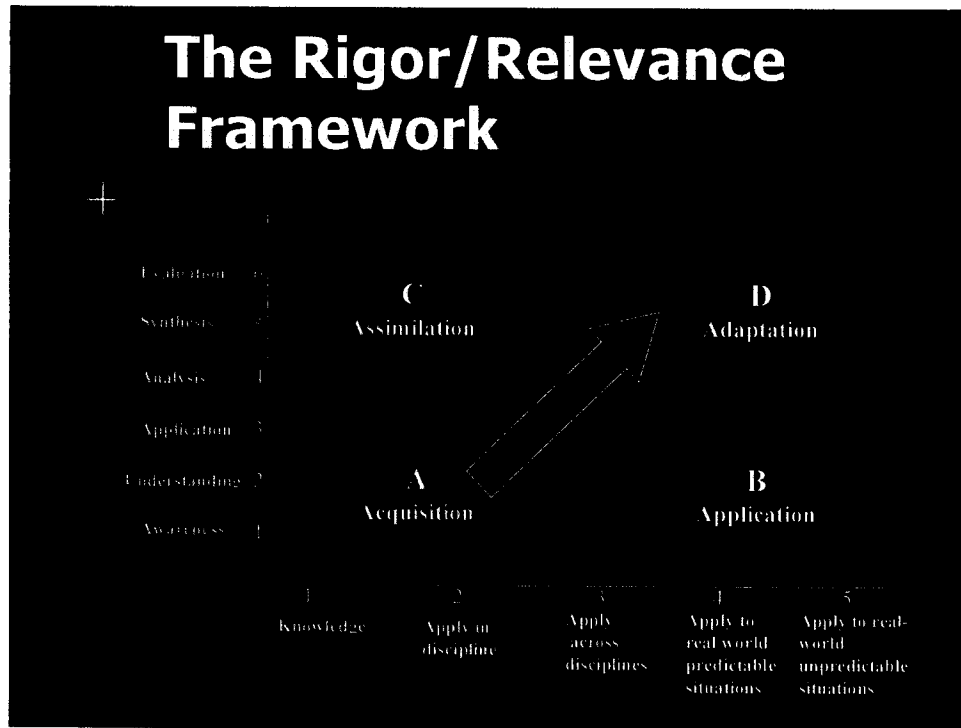 The Rigor/Relevance
Framework
Evaluation 6
Synthesis 5
Analysis 4
Application 3
Understanding 2
Awareness 1
C
Assimilation
D
Adaptation
A
Acquisition
B
Application
1
Knowledge
2
Apply in
discipline
3
Apply
across
disciplines
4
Apply to
real world
predictable
situations
5
Apply to real-
world
unpredictable
situations